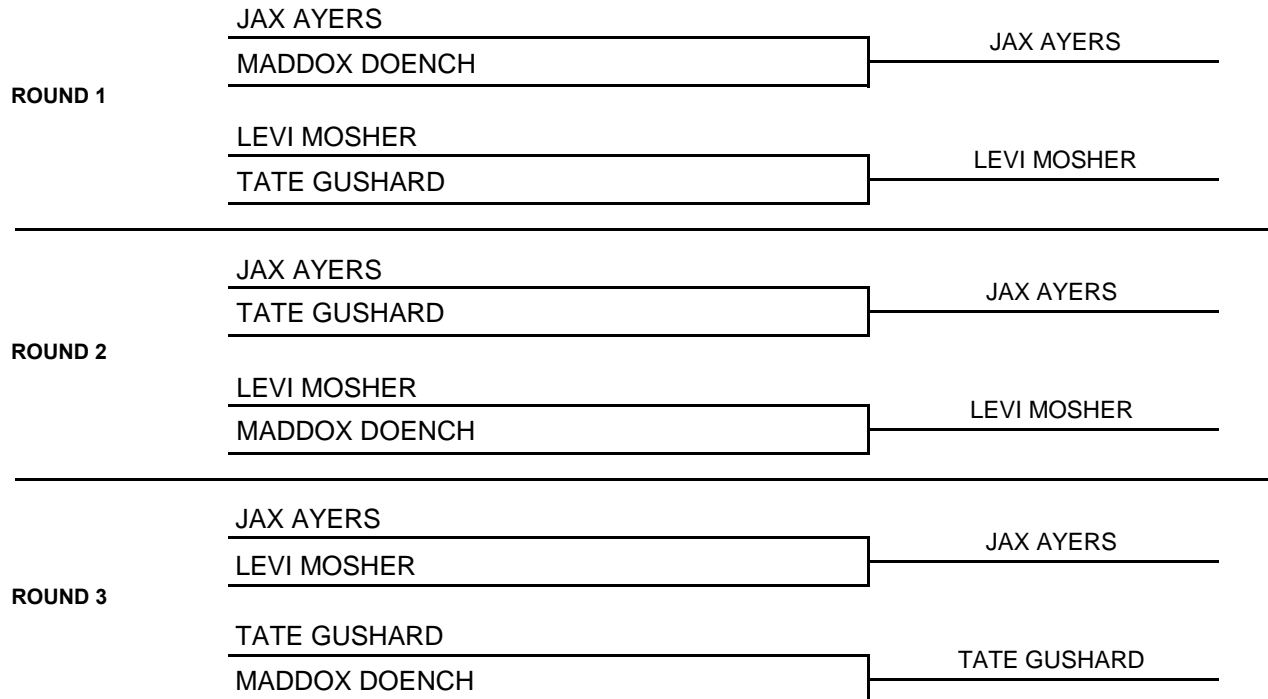 JAX AYERS
JAX AYERS
MADDOX DOENCH
ROUND 1
LEVI MOSHER
LEVI MOSHER
TATE GUSHARD
JAX AYERS
JAX AYERS
TATE GUSHARD
ROUND 2
LEVI MOSHER
LEVI MOSHER
MADDOX DOENCH
JAX AYERS
JAX AYERS
LEVI MOSHER
ROUND 3
TATE GUSHARD
TATE GUSHARD
MADDOX DOENCH